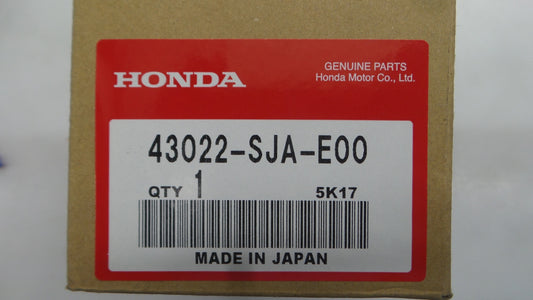 HONDA
GENUINE PARTS
Honda Motor Co., Ltd.
43022-SJA-E00
QTY 1 5K17
MADE IN JAPAN